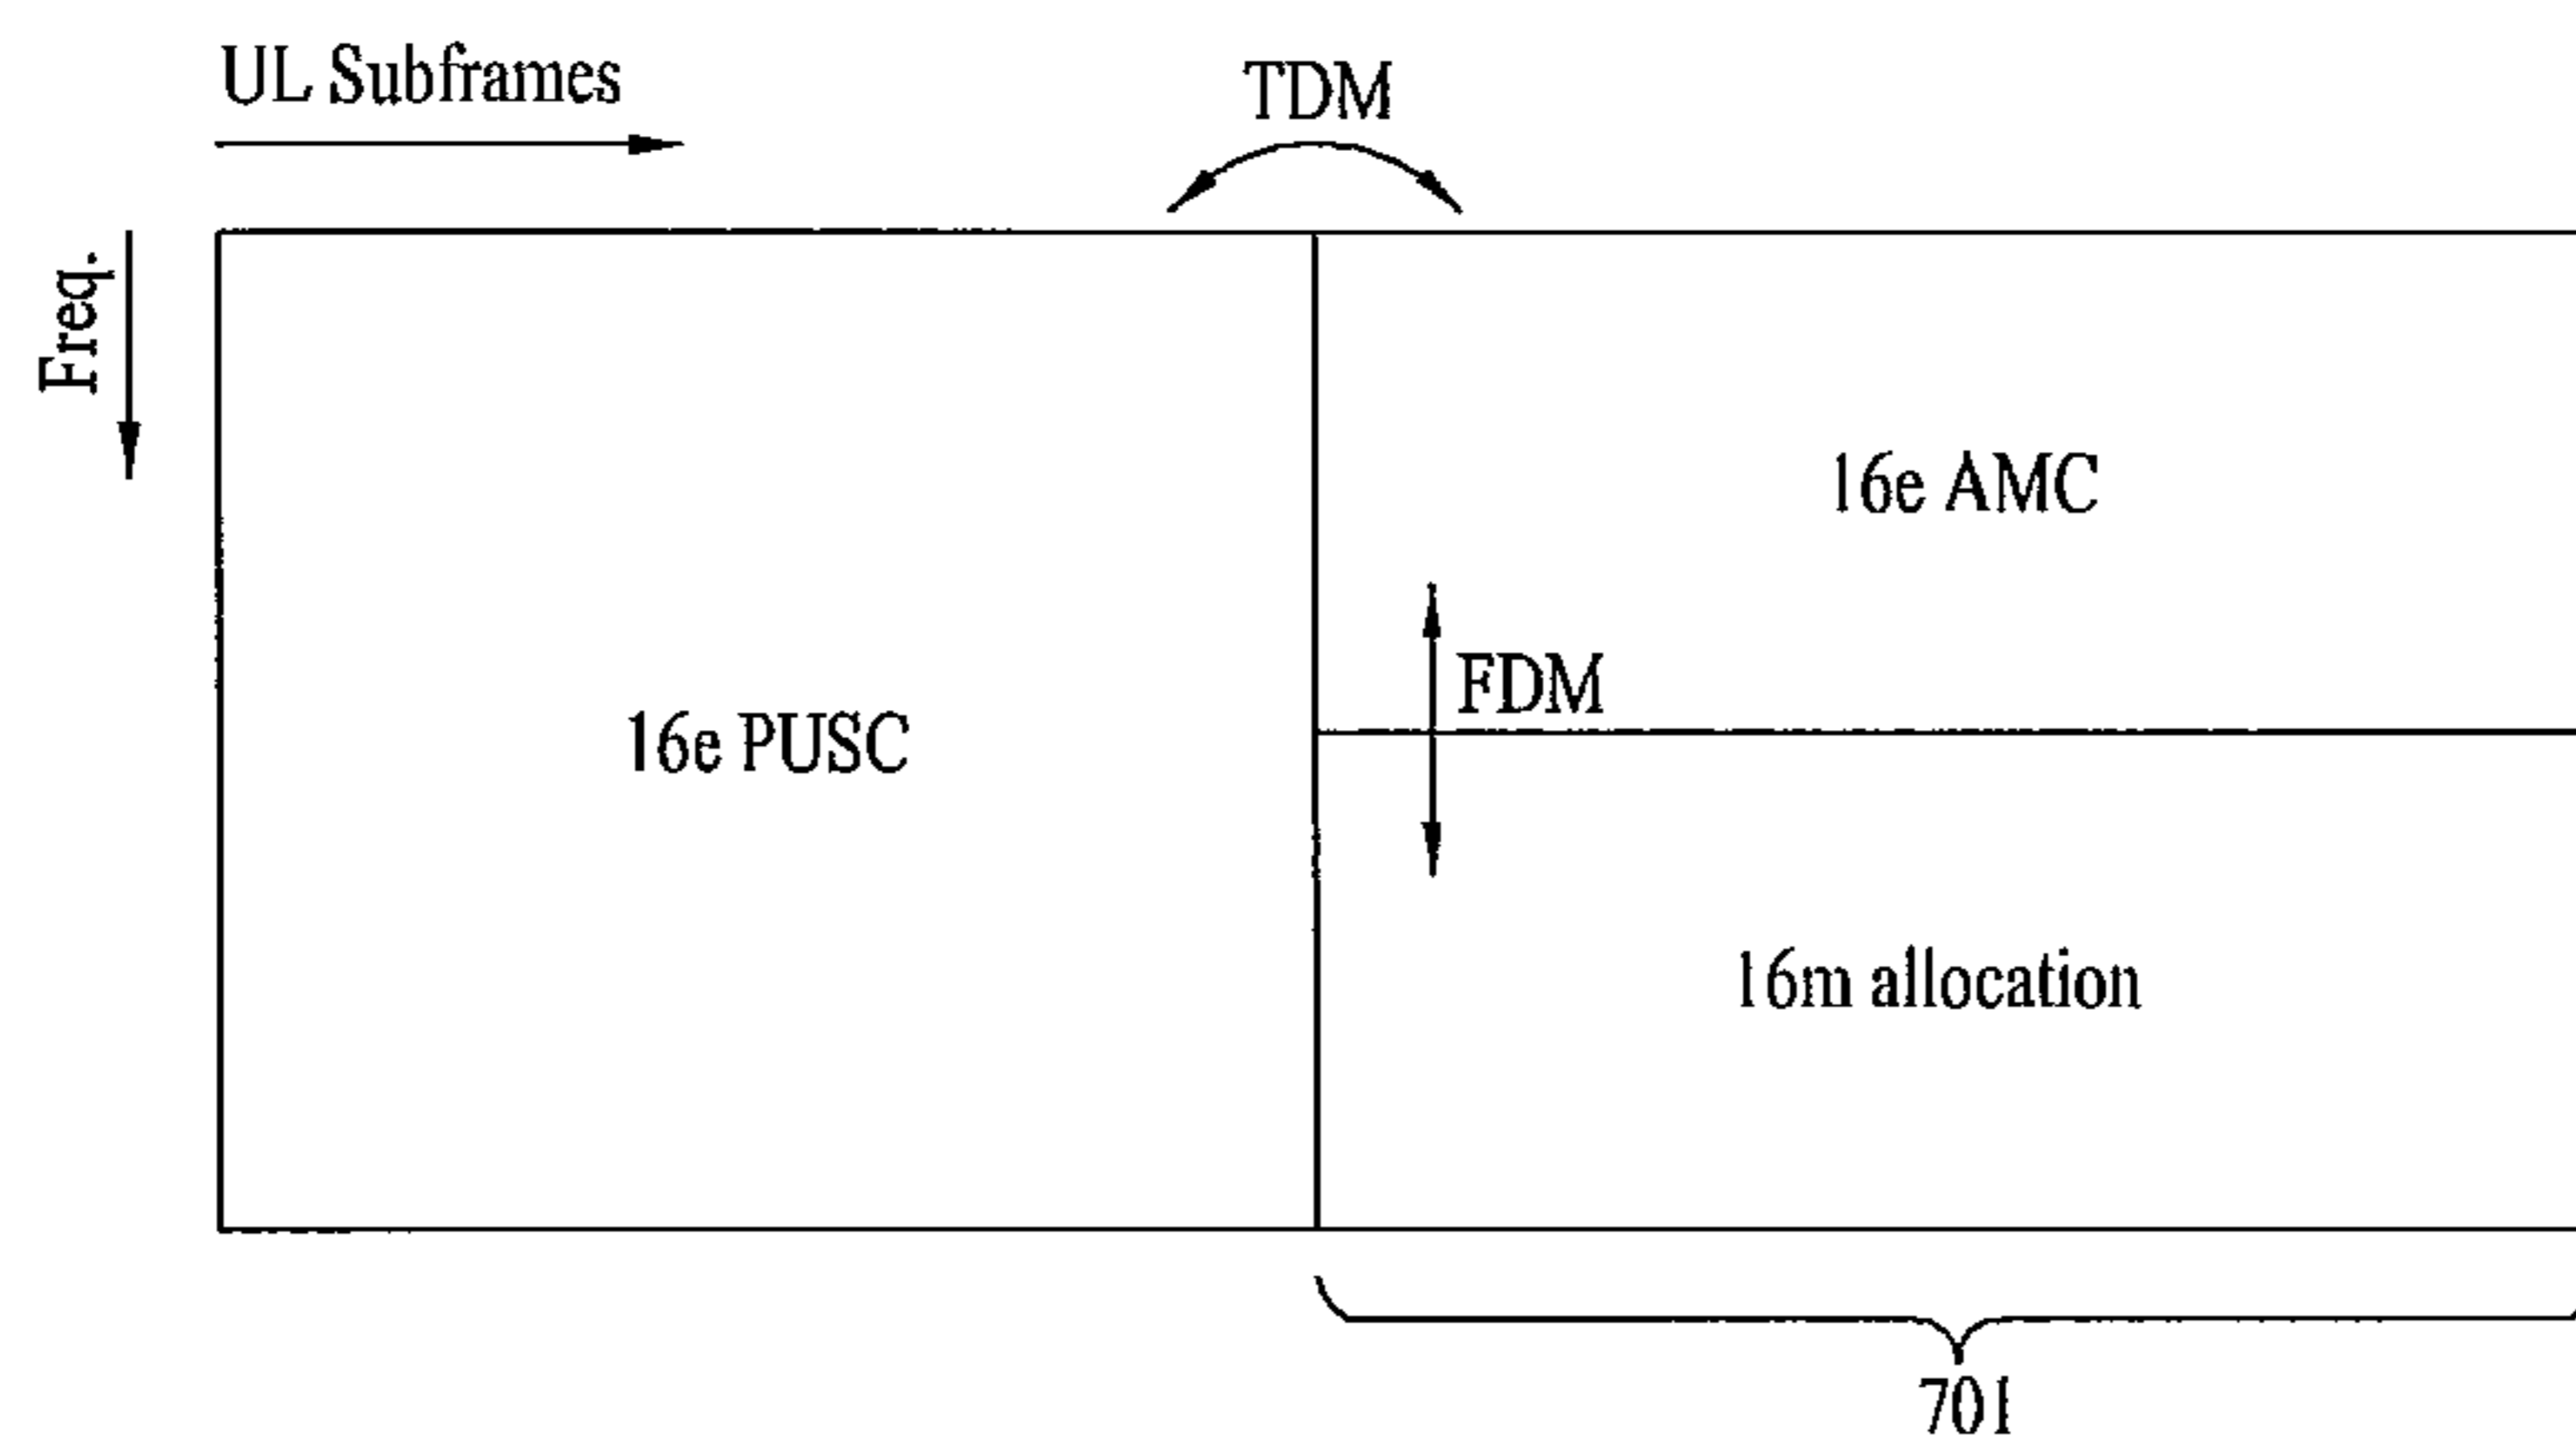 UL Subframes
TDM
Freq.
16e AMC
FDM
16e PUSC
16m allocation
701